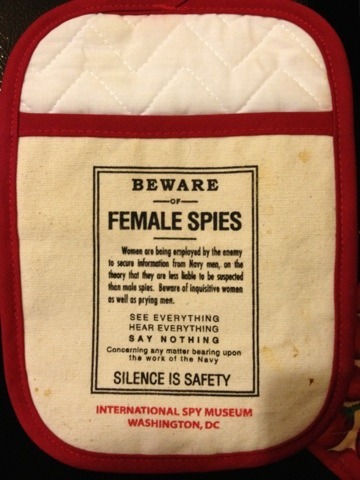 BEWARE
OF
FEMALE SPIES
Women are being employed by the enemy
to secure information from Navy men, on the
theory that they are less liable to be suspected
than male spies. Beware of inquisitive women
as well as prying men.
SEE EVERYTHING
HEAR EVERYTHING
SAY NOTHING
Concerning any matter bearing upon
the work of the Navy
SILENCE IS SAFETY
INTERNATIONAL SPY MUSEUM
WASHINGTON, DC